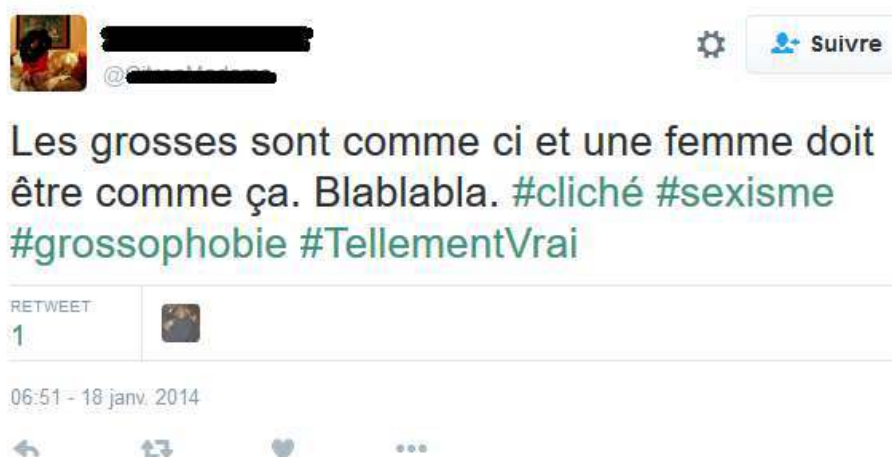 Suivre
Les grosses sont comme ci et une femme doit
être comme ça. Blablabla. #cliché #sexisme
#grossophobie #TellementVrai
RETWEET
1
06:51 - 18 janv. 2014